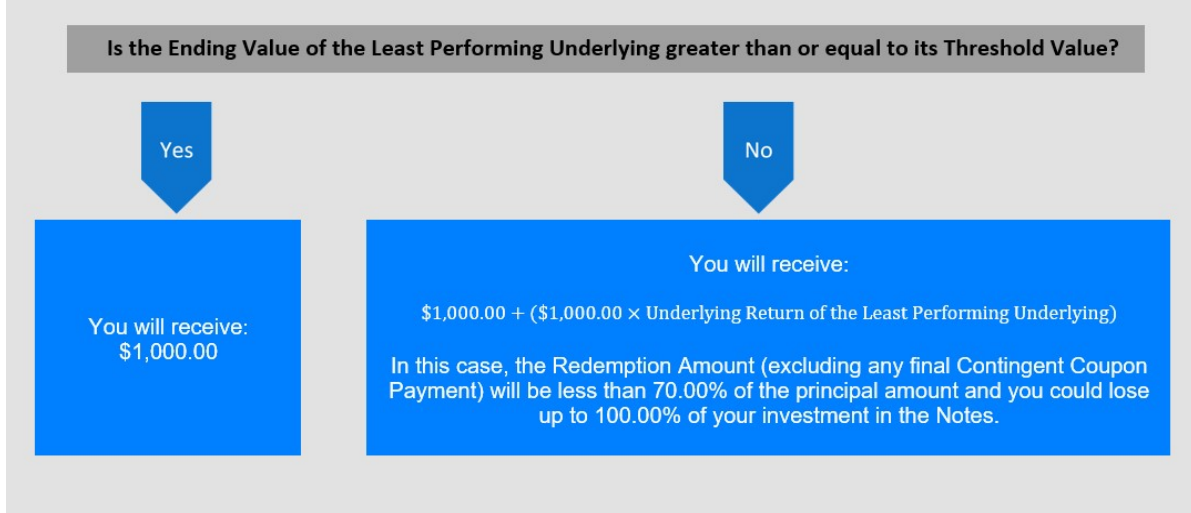 Is the Ending Value of the Least Performing Underlying greater than or equal to its Threshold Value?
Yes
No
You will receive:
$1,000.00
You will receive:
$1,000.00 + ($1,000.00 × Underlying Return of the Least Performing Underlying)
In this case, the Redemption Amount (excluding any final Contingent Coupon
Payment) will be less than 70.00% of the principal amount and you could lose
up to 100.00% of your investment in the Notes.